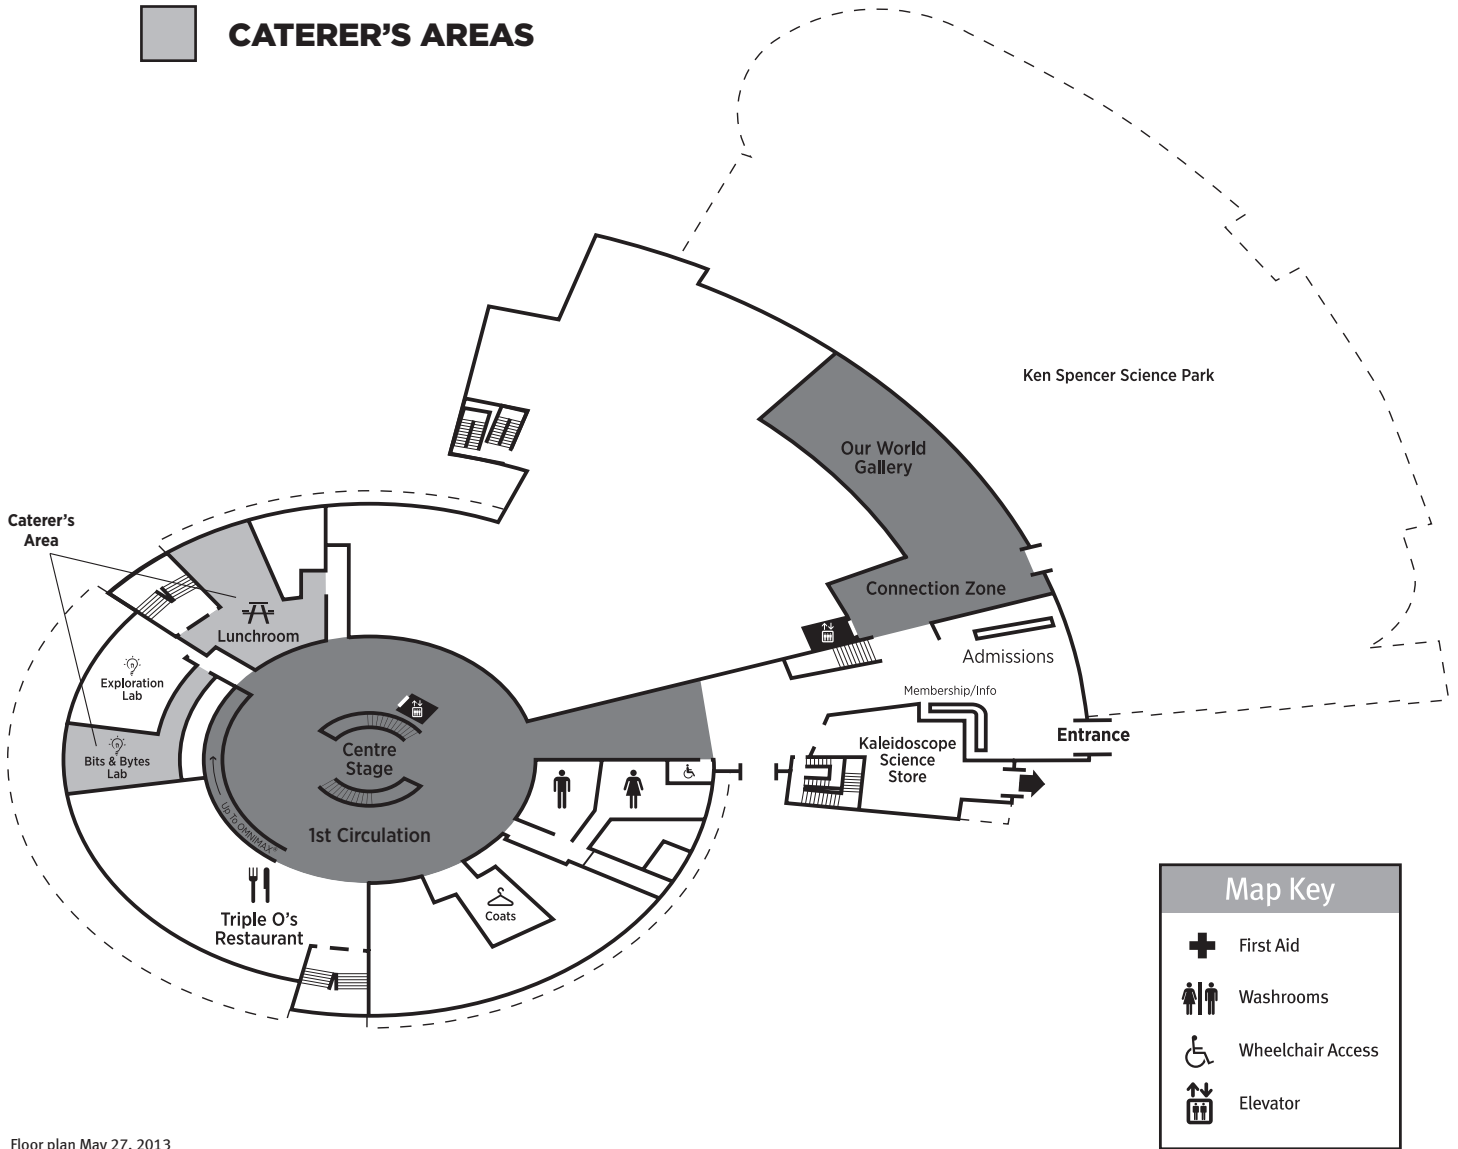 CATERER'S AREAS
Ken Spencer Science Park
Our World
Gallery
Caterer's
Area
Connection Zone
Lunchroom
Admissions
Exploration
Lab
Membership/Info
Entrance
Centre
Stage
Kaleidoscope
Science
Store
Bits & Bytes
Lab
Up To OMNIMAX®
1st Circulation
Triple O's
Restaurant
Coats
Map Key
First Aid
Washrooms
Wheelchair Access
Elevator
Floor plan May 27, 2013